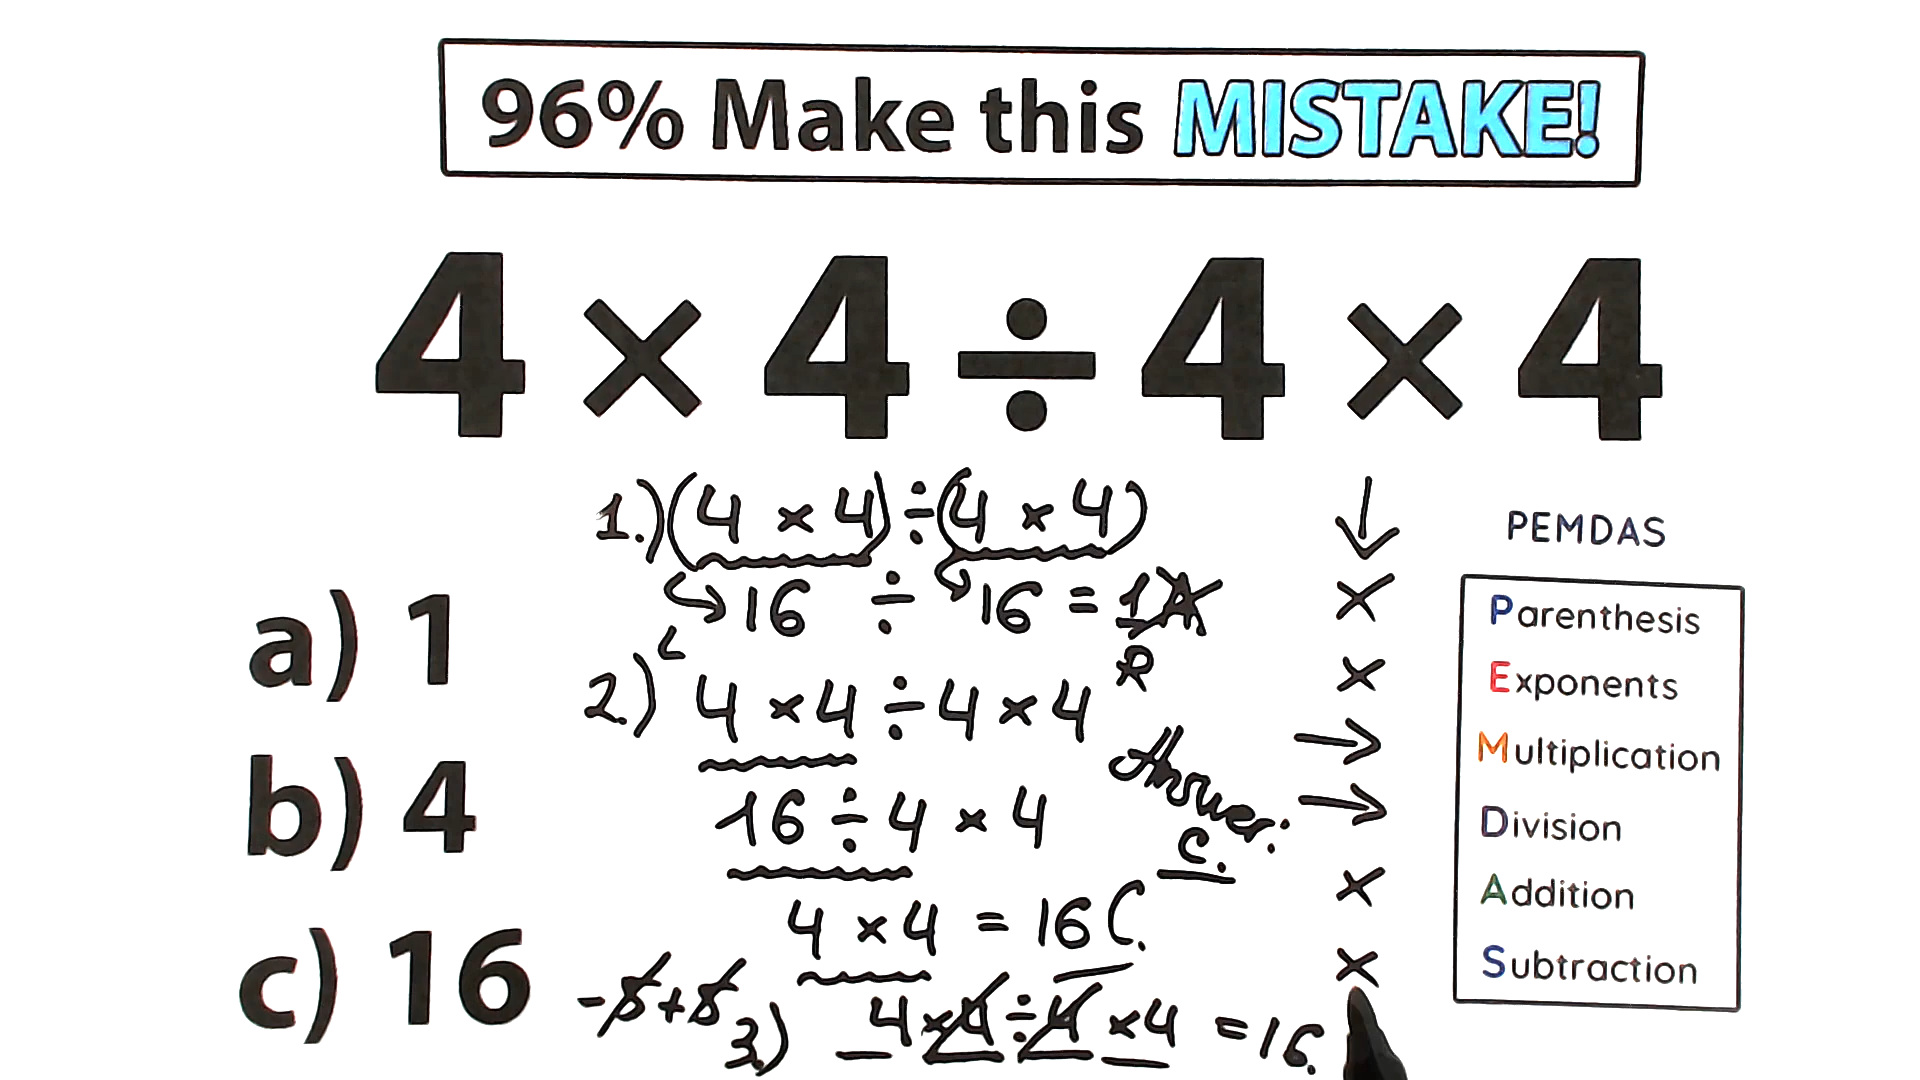 96% Make this MISTAKE!
4 × 4 ÷ 4 × 4
1.) (4 × 4) ÷ (4 × 4)
16 ÷ 16 = 1 A
R
2.) 4 × 4 ÷ 4 × 4
16 ÷ 4 × 4
4 × 4 = 16 C.
-5+5
3.) 4 × 4 ÷ 4 × 4 = 16.
Answer:
C.
a) 1
b) 4
c) 16
PEMDAS
Parenthesis
Exponents
Multiplication
Division
Addition
Subtraction